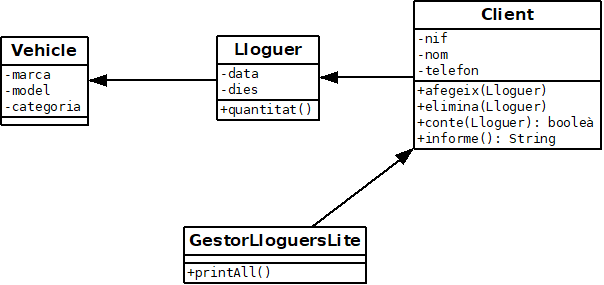 Vehicle
-marca
-model
-categoria
Lloguer
-data
-dies
+quantitat()
Client
-nif
-nom
-telefon
+afegeix(Lloguer)
+elimina(Lloguer)
+conte(Lloguer): booleà
+informe(): String
GestorLloguersLite
+printAll()